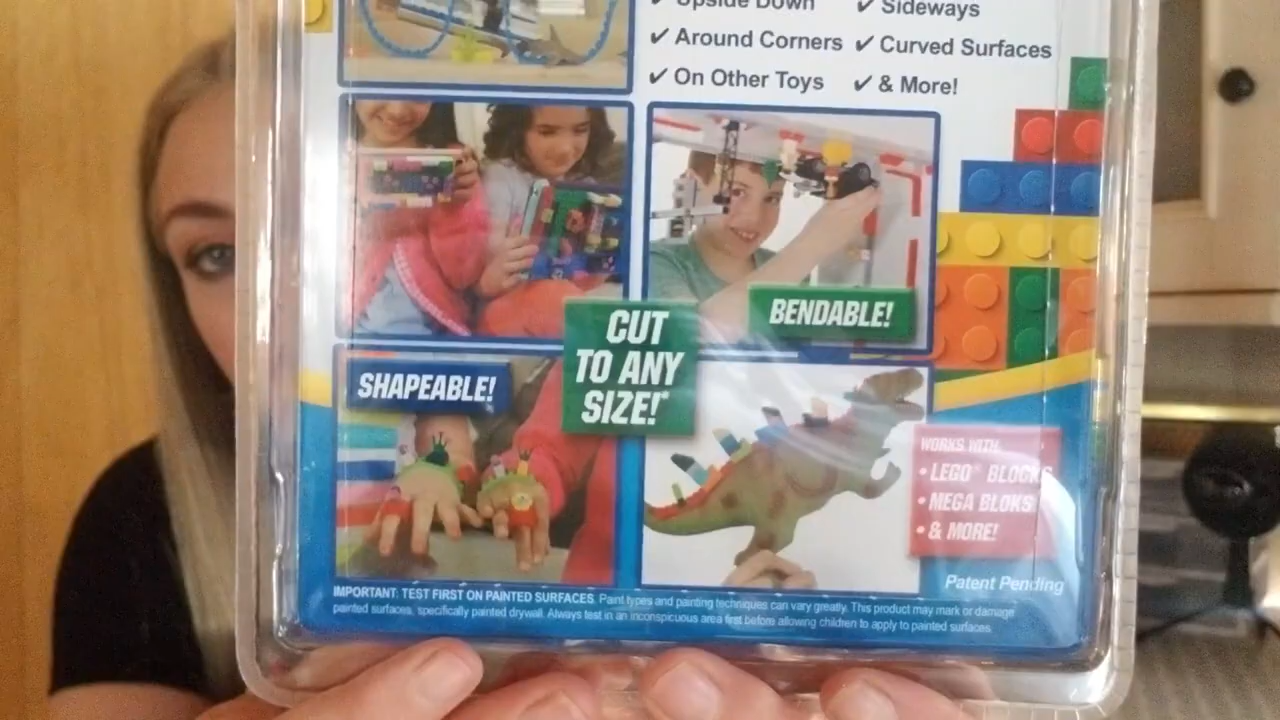 ✔ Upside Down ✔ Sideways
✔ Around Corners ✔ Curved Surfaces
✔ On Other Toys ✔ & More!
BENDABLE!
CUT
TO ANY
SIZE!*
SHAPEABLE!
WORKS WITH:
• LEGO® BLOCKS
• MEGA BLOKS
• & MORE!
Patent Pending
IMPORTANT: TEST FIRST ON PAINTED SURFACES. Paint types and painting techniques can vary greatly. This product may mark or damage
painted surfaces, specifically painted drywall. Always test in an inconspicuous area first before allowing children to apply to painted surfaces.